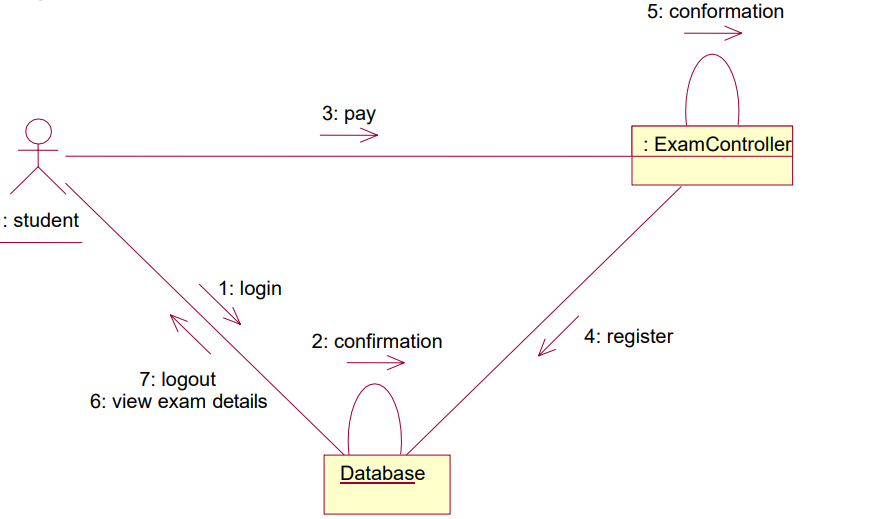 5: conformation
3: pay
: ExamController
: student
1: login
2: confirmation
4: register
7: logout
6: view exam details
Database